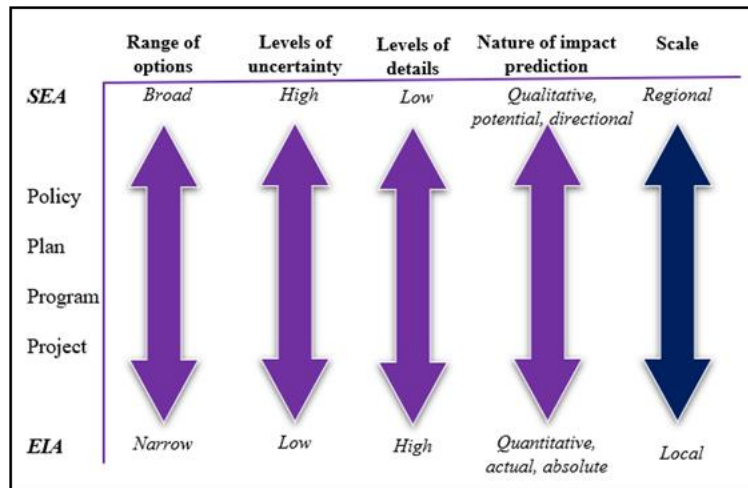 Range of options Levels of uncertainty Levels of details Nature of impact prediction Scale
SEA Broad High Low Qualitative, potential, directional Regional
Policy
Plan
Program
Project
EIA Narrow Low High Quantitative, actual, absolute Local